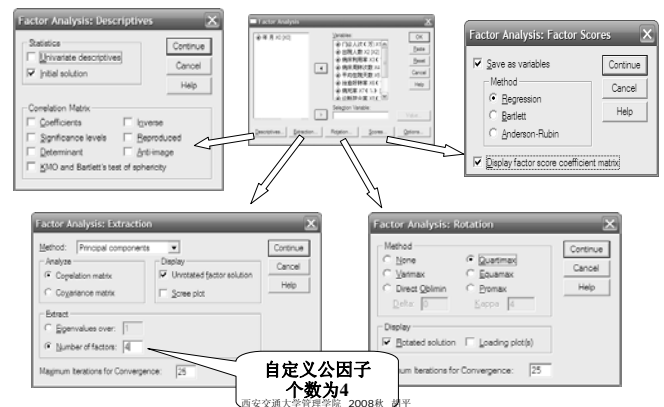 Factor Analysis: Descriptives
Statistics
Univariate descriptives
Initial solution
Continue
Cancel
Help
Correlation Matrix
Coefficients
Inverse
Significance levels
Reproduced
Determinant
Anti-image
KMO and Bartlett's test of sphericity
Factor Analysis
Variables:
OK
Paste
Reset
Cancel
Help
Selection Variable:
Descriptives...
Extraction...
Rotation...
Scores...
Options...
Factor Analysis: Factor Scores
Save as variables
Method
Regression
Bartlett
Anderson-Rubin
Continue
Cancel
Help
Display factor score coefficient matrix
Factor Analysis: Extraction
Method: Principal components
Continue
Cancel
Help
Analyze
Correlation matrix
Covariance matrix
Display
Unrotated factor solution
Scree plot
Extract
Eigenvalues over: 1
Number of factors: 4
Maximum Iterations for Convergence: 25
Factor Analysis: Rotation
Method
None
Quartimax
Varimax
Equamax
Direct Oblimin
Promax
Delta: 0
Kappa: 4
Continue
Cancel
Help
Display
Rotated solution
Loading plot(s)
Iterations for Convergence: 25
自定义公因子
个数为4
西安交通大学管理学院 2008秋 胡平